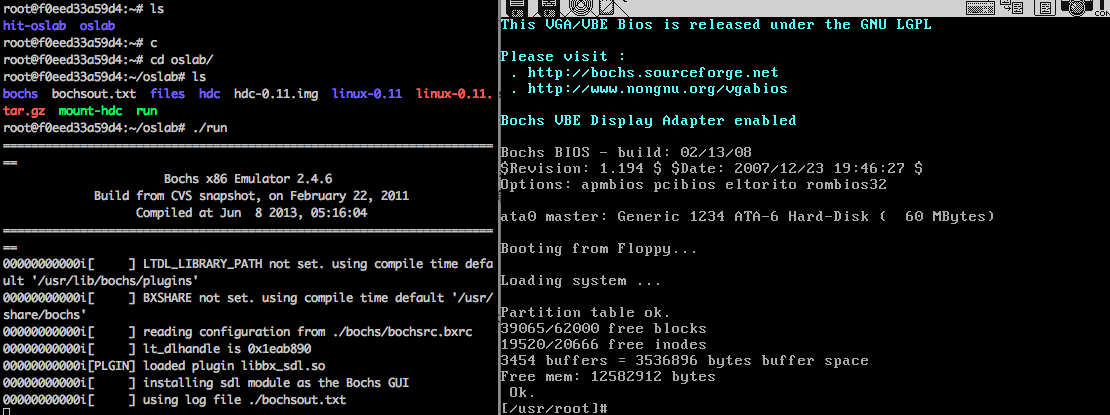 root@f0eed33a59d4:~# ls
hit-oslab oslab
root@f0eed33a59d4:~# c
root@f0eed33a59d4:~# cd oslab/
root@f0eed33a59d4:~/oslab# ls
bochs bochsout.txt files hdc hdc-0.11.img linux-0.11 linux-0.11.
tar.gz mount-hdc run
root@f0eed33a59d4:~/oslab# ./run
========================================================================
==
Bochs x86 Emulator 2.4.6
Build from CVS snapshot, on February 22, 2011
Compiled at Jun 8 2013, 05:16:04
========================================================================
==
00000000000i[ ] LTDL_LIBRARY_PATH not set. using compile time defa
ult '/usr/lib/bochs/plugins'
00000000000i[ ] BXSHARE not set. using compile time default '/usr/
share/bochs'
00000000000i[ ] reading configuration from ./bochs/bochsrc.bxrc
00000000000i[ ] lt_dlhandle is 0x1eab890
00000000000i[PLGIN] loaded plugin libbx_sdl.so
00000000000i[ ] installing sdl module as the Bochs GUI
00000000000i[ ] using log file ./bochsout.txt
This VGA/VBE Bios is released under the GNU LGPL
Please visit :
. http://bochs.sourceforge.net
. http://www.nongnu.org/vgabios
Bochs VBE Display Adapter enabled
Bochs BIOS - build: 02/13/08
$Revision: 1.194 $ $Date: 2007/12/23 19:46:27 $
Options: apmbios pcibios eltorito rombios32
ata0 master: Generic 1234 ATA-6 Hard-Disk ( 60 MBytes)
Booting from Floppy...
Loading system ...
Partition table ok.
39065/62000 free blocks
19520/20666 free inodes
3454 buffers = 3536896 bytes buffer space
Free mem: 12582912 bytes
Ok.
[/usr/root]#